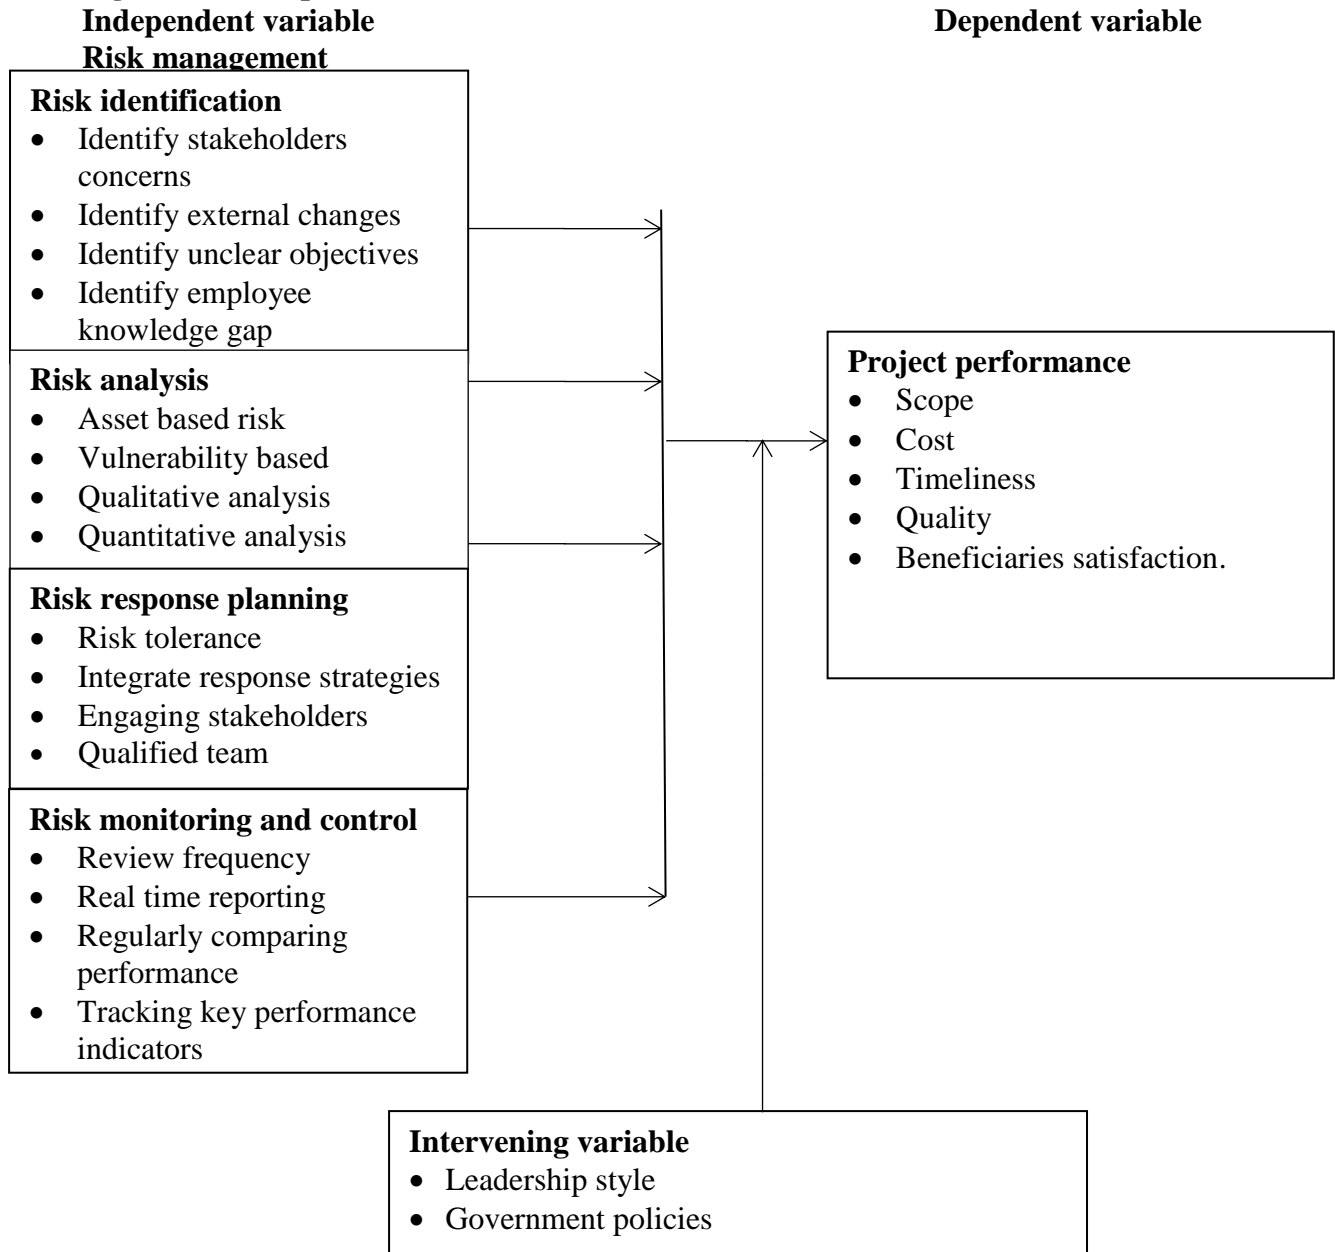 Independent variable
Dependent variable
Risk management
Risk identification
• Identify stakeholders
concerns
• Identify external changes
• Identify unclear objectives
• Identify employee
knowledge gap
Risk analysis
• Asset based risk
• Vulnerability based
• Qualitative analysis
• Quantitative analysis
Risk response planning
• Risk tolerance
• Integrate response strategies
• Engaging stakeholders
• Qualified team
Risk monitoring and control
• Review frequency
• Real time reporting
• Regularly comparing
performance
• Tracking key performance
indicators
Project performance
• Scope
• Cost
• Timeliness
• Quality
• Beneficiaries satisfaction.
Intervening variable
• Leadership style
• Government policies